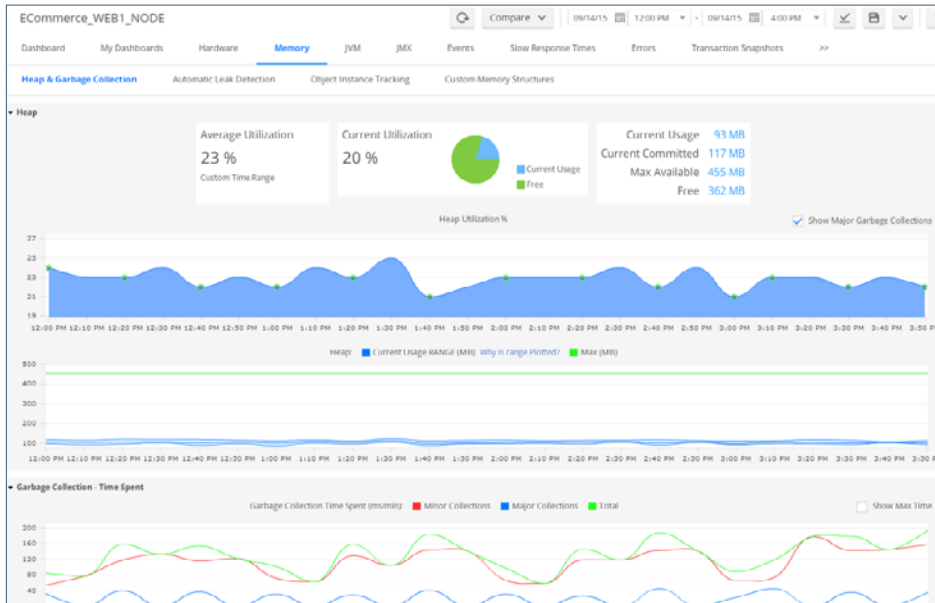 ECommerce_WEB1_NODE
Compare
09/14/15 12:00 PM - 09/14/15 4:00 PM
Dashboard My Dashboards Hardware Memory JVM JMX Events Slow Response Times Errors Transaction Snapshots >>
Heap & Garbage Collection Automatic Leak Detection Object Instance Tracking Custom Memory Structures
Heap
Average Utilization
23 %
Custom Time Range
Current Utilization
20 %
Current Usage
Free
Current Usage 93 MB
Current Committed 117 MB
Max Available 455 MB
Free 362 MB
Heap Utilization %
Show Major Garbage Collections
27
25
23
21
19
12:00 PM 12:10 PM 12:20 PM 12:30 PM 12:40 PM 12:50 PM 1:00 PM 1:10 PM 1:20 PM 1:30 PM 1:40 PM 1:50 PM 2:00 PM 2:10 PM 2:20 PM 2:30 PM 2:40 PM 2:50 PM 3:00 PM 3:10 PM 3:20 PM 3:30 PM 3:40 PM 3:50 P
Heap: Current Usage RANGE (MB) Why is range Plotted? Max (MB)
500
400
300
200
100
12:00 PM 12:10 PM 12:20 PM 12:30 PM 12:40 PM 12:50 PM 1:00 PM 1:10 PM 1:20 PM 1:30 PM 1:40 PM 1:50 PM 2:00 PM 2:10 PM 2:20 PM 2:30 PM 2:40 PM 2:50 PM 3:00 PM 3:10 PM 3:20 PM 3:30 PM 3:40 PM
Garbage Collection - Time Spent
Garbage Collection Time Spent (ms/min): Minor Collections Major Collections Total
Show Max Time
200
160
120
80
40